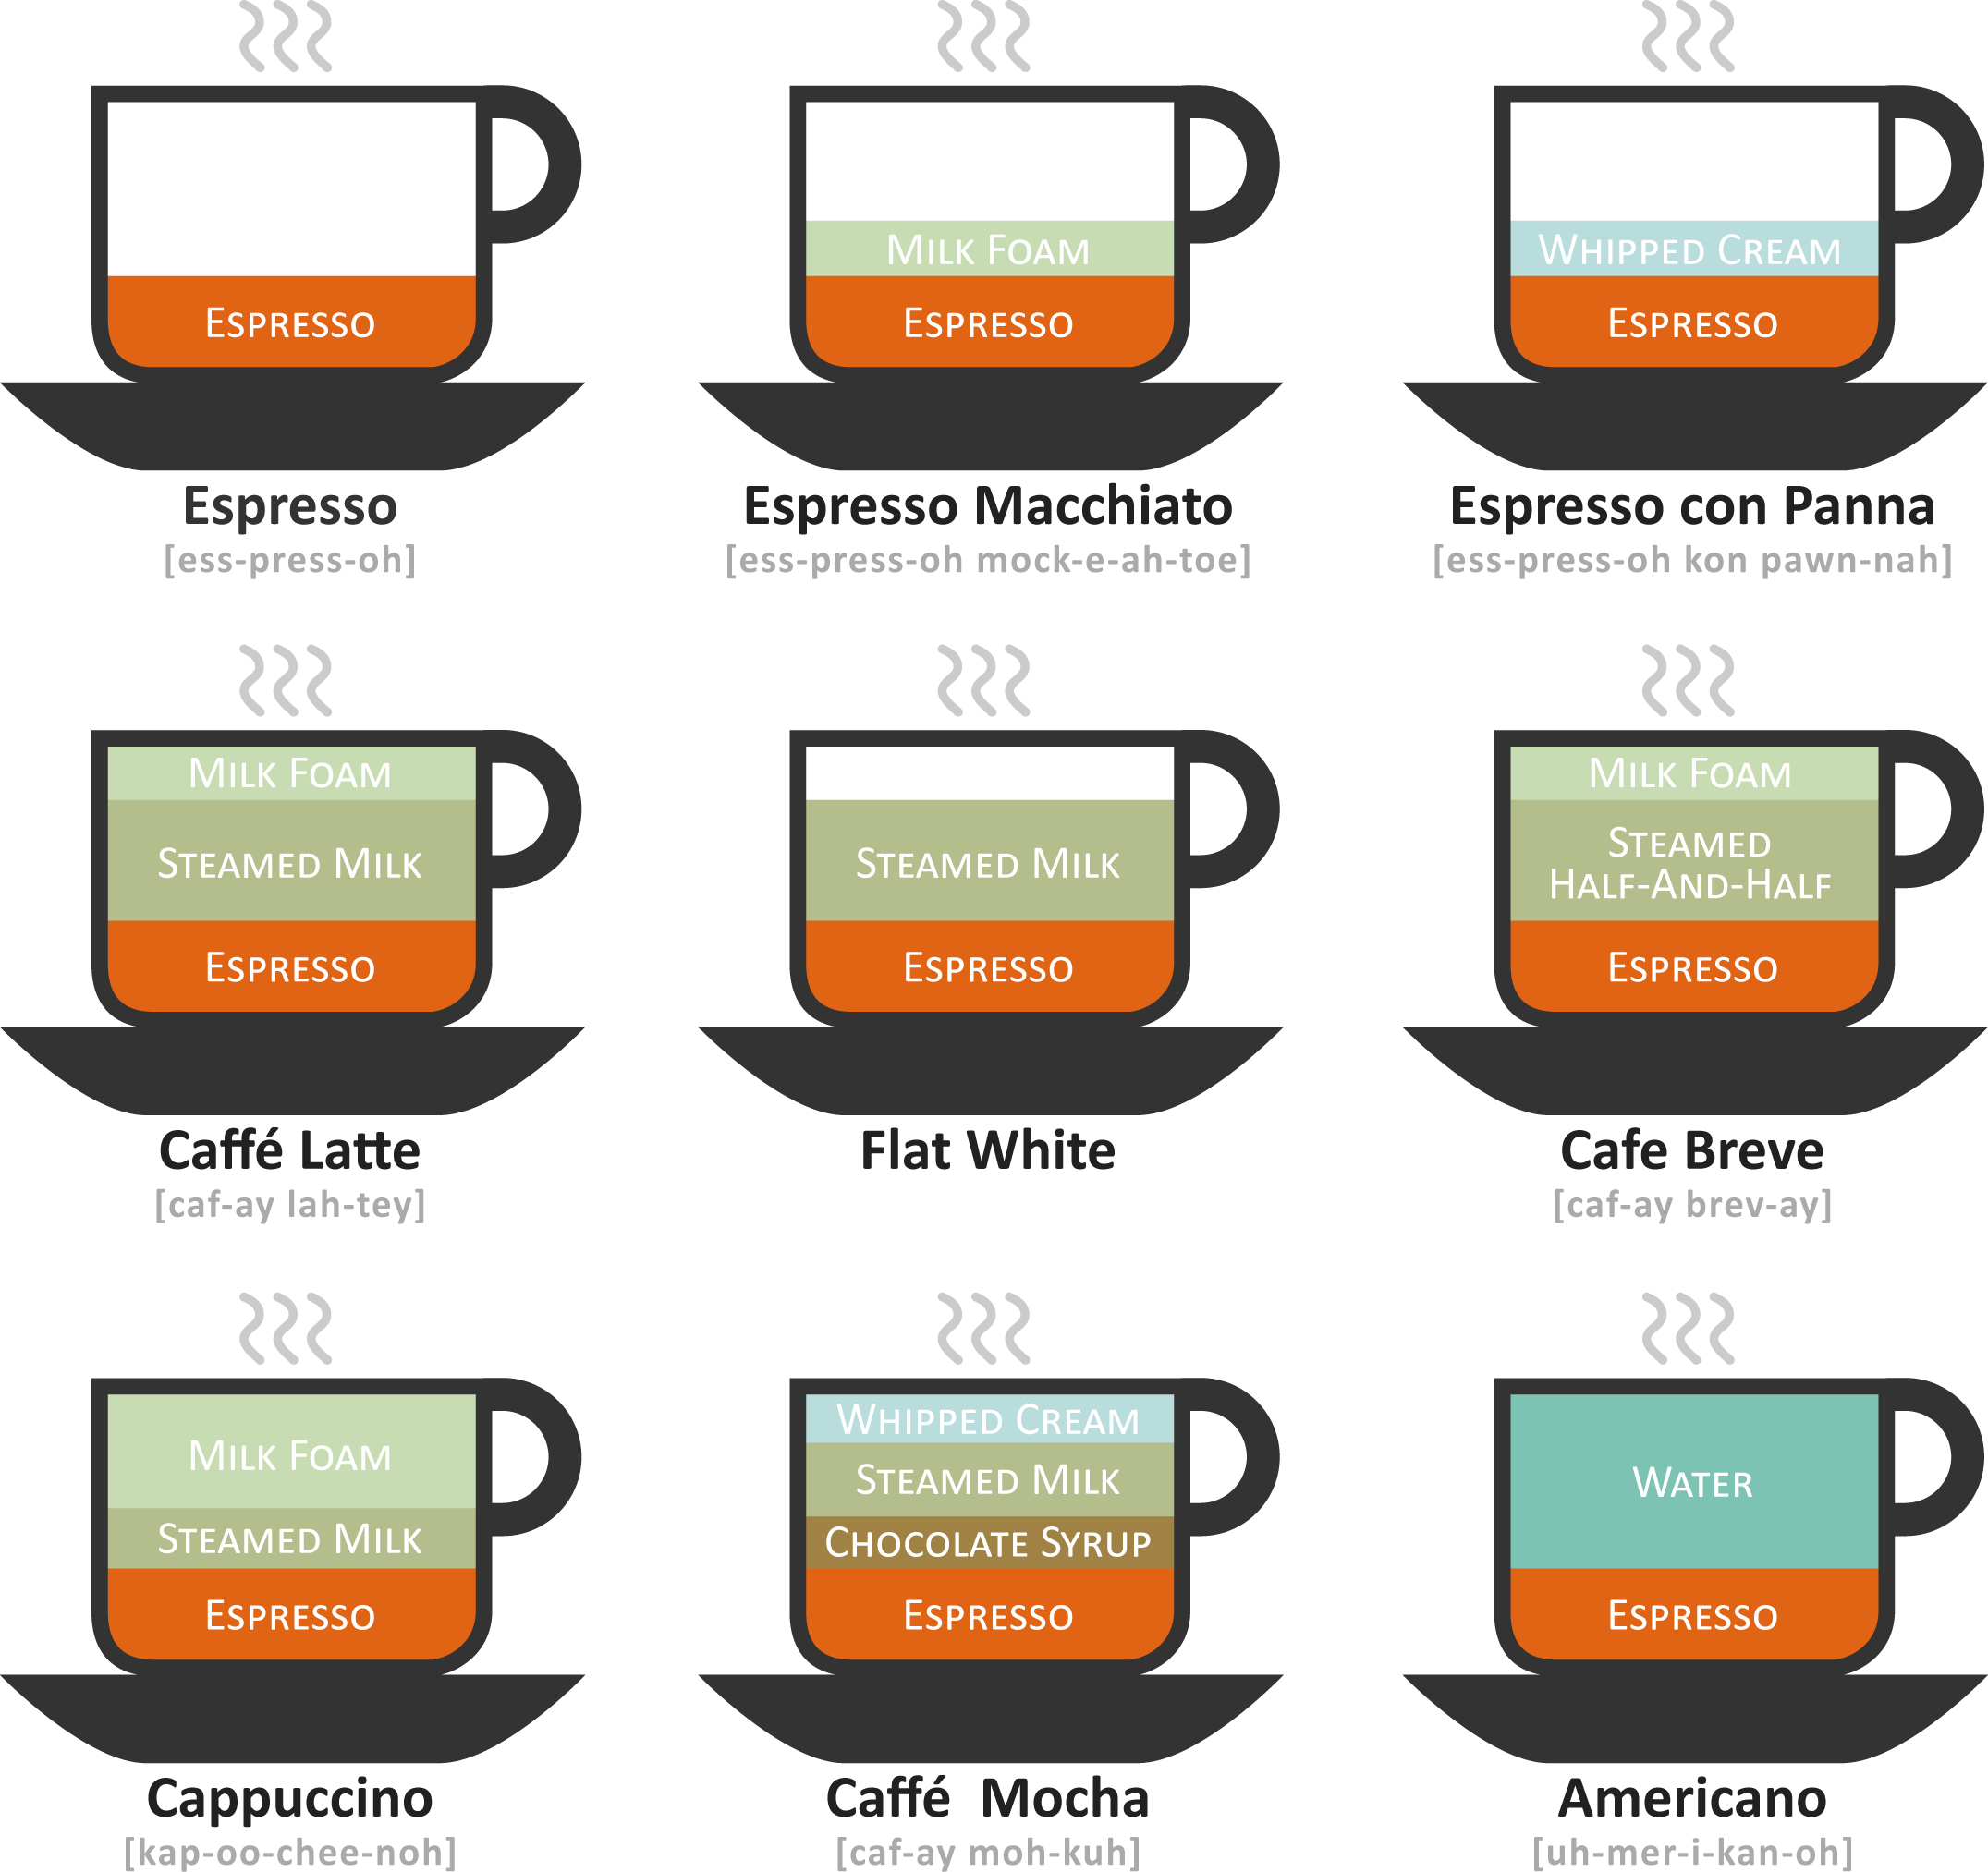 Espresso
Espresso
[ess-press-oh]
Milk Foam
Espresso
Espresso Macchiato
[ess-press-oh mock-e-ah-toe]
Whipped Cream
Espresso
Espresso con Panna
[ess-press-oh kon pawn-nah]
Milk Foam
Steamed Milk
Espresso
Caffé Latte
[caf-ay lah-tey]
Steamed Milk
Espresso
Flat White
Milk Foam
Steamed
Half-And-Half
Espresso
Cafe Breve
[caf-ay brev-ay]
Milk Foam
Steamed Milk
Espresso
Cappuccino
[kap-oo-chee-noh]
Whipped Cream
Steamed Milk
Chocolate Syrup
Espresso
Caffé Mocha
[caf-ay moh-kuh]
Water
Espresso
Americano
[uh-mer-i-kan-oh]